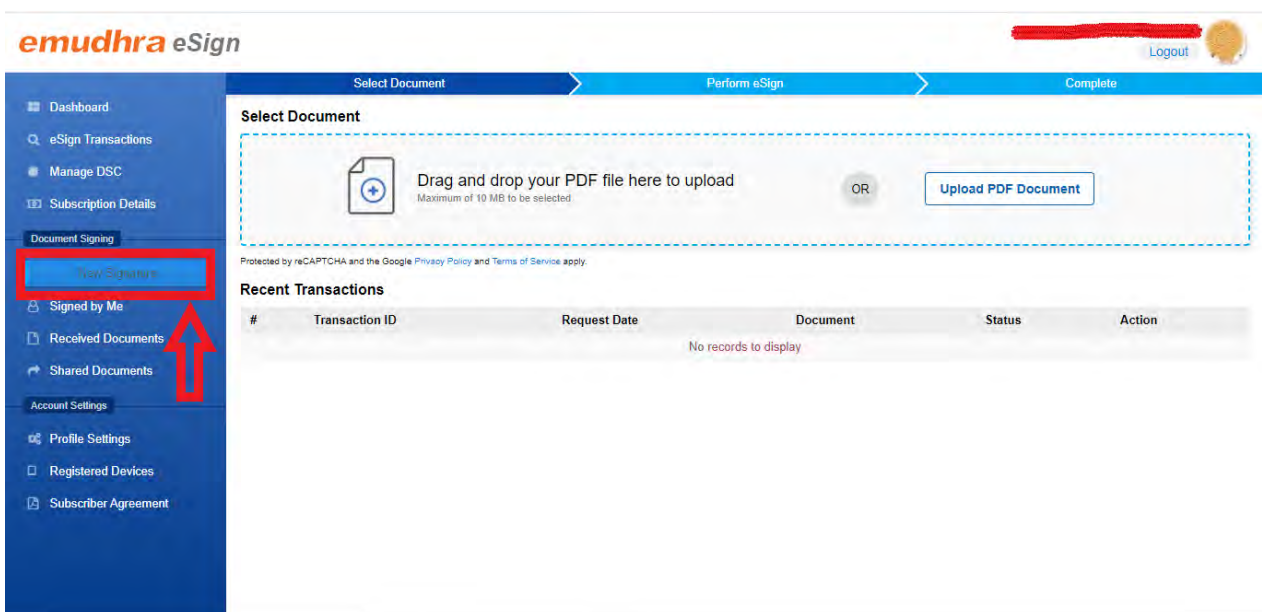 emudhra eSign
Logout
Select Document
Perform eSign
Complete
Dashboard
eSign Transactions
Manage DSC
Subscription Details
Document Signing
New Signature
Signed by Me
Received Documents
Shared Documents
Account Settings
Profile Settings
Registered Devices
Subscriber Agreement
Select Document
Drag and drop your PDF file here to upload
Maximum of 10 MB to be selected
OR
Upload PDF Document
Protected by reCAPTCHA and the Google Privacy Policy and Terms of Service apply.
Recent Transactions
# Transaction ID Request Date Document Status Action
No records to display